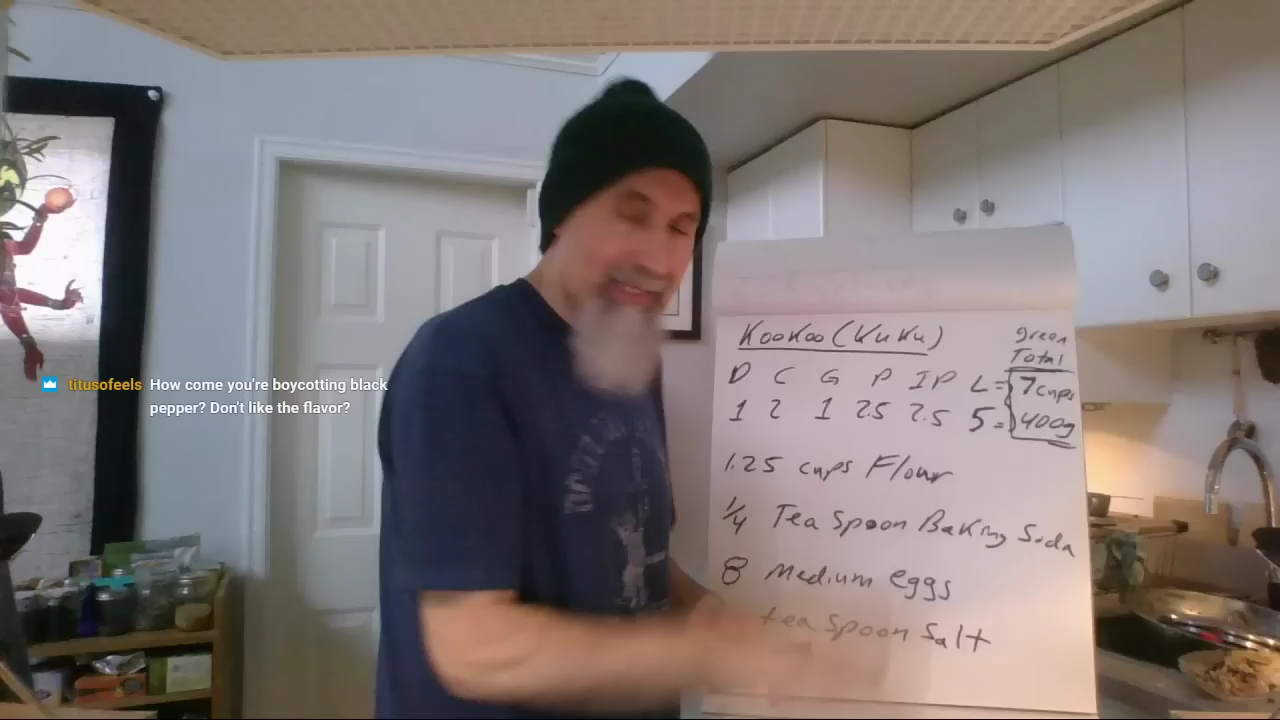 titusofeels How come you're boycotting black
pepper? Don't like the flavor?
KooKoo (KuKu)
green
Total
D C G P IP L = 7 cups
1 2 1 2.5 2.5 5 = 400g
1.25 cups Flour
1/4 Tea Spoon Baking Soda
8 medium eggs
tea spoon Salt